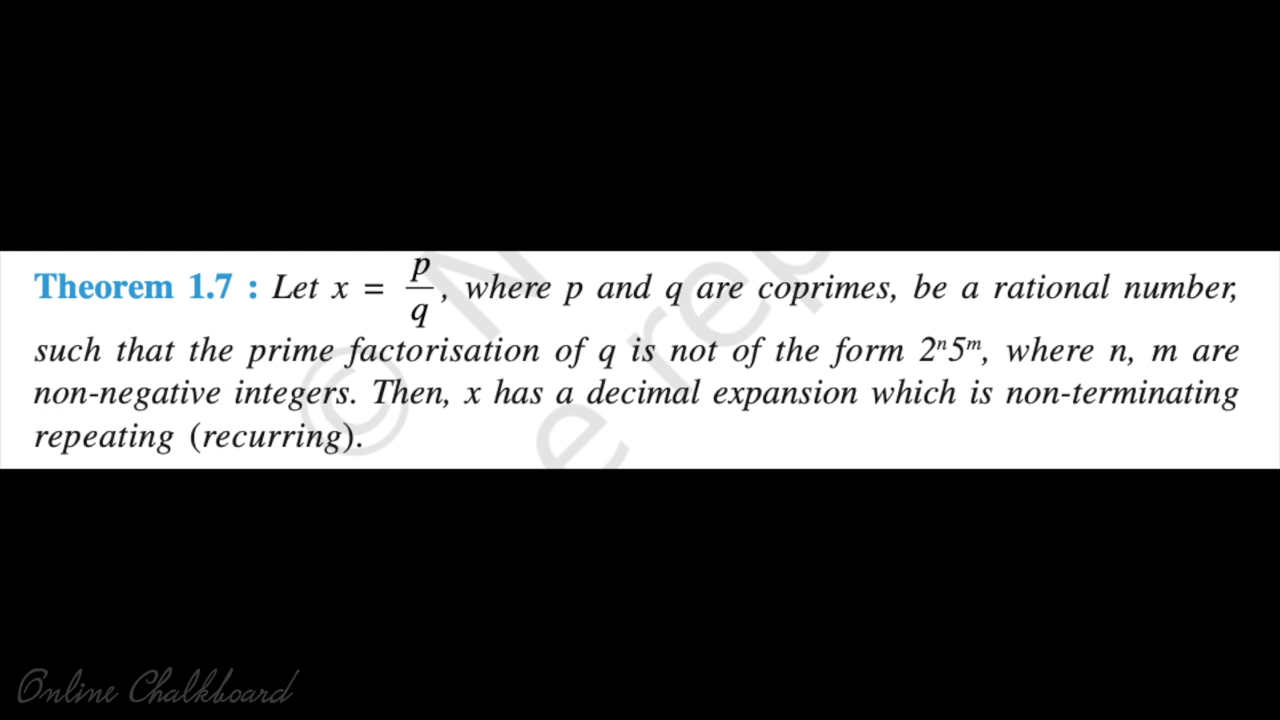 Theorem 1.7 : Let x = p/q, where p and q are coprimes, be a rational number,
such that the prime factorisation of q is not of the form 2ⁿ5ᵐ, where n, m are
non-negative integers. Then, x has a decimal expansion which is non-terminating
repeating (recurring).
Online Chalkboard